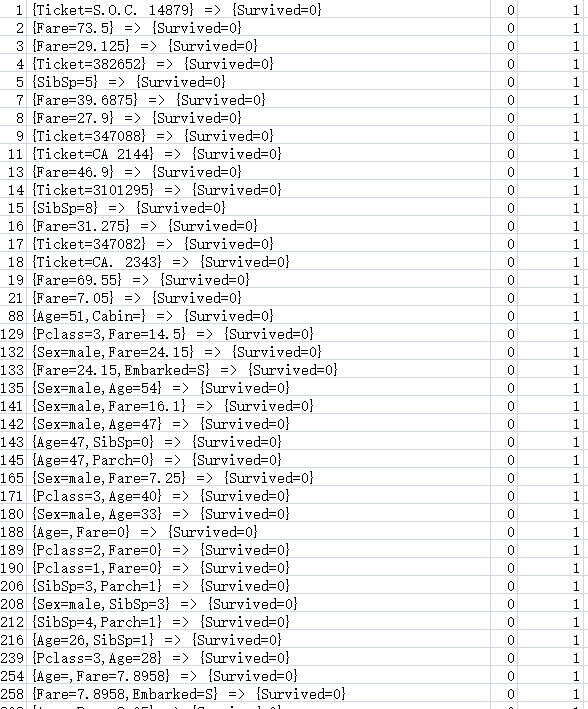 1 {Ticket=S.O.C. 14879} => {Survived=0} 0 1
2 {Fare=73.5} => {Survived=0} 0 1
3 {Fare=29.125} => {Survived=0} 0 1
4 {Ticket=382652} => {Survived=0} 0 1
5 {SibSp=5} => {Survived=0} 0 1
7 {Fare=39.6875} => {Survived=0} 0 1
8 {Fare=27.9} => {Survived=0} 0 1
9 {Ticket=347088} => {Survived=0} 0 1
11 {Ticket=CA 2144} => {Survived=0} 0 1
13 {Fare=46.9} => {Survived=0} 0 1
14 {Ticket=3101295} => {Survived=0} 0 1
15 {SibSp=8} => {Survived=0} 0 1
16 {Fare=31.275} => {Survived=0} 0 1
17 {Ticket=347082} => {Survived=0} 0 1
18 {Ticket=CA. 2343} => {Survived=0} 0 1
19 {Fare=69.55} => {Survived=0} 0 1
21 {Fare=7.05} => {Survived=0} 0 1
88 {Age=51,Cabin=} => {Survived=0} 0 1
129 {Pclass=3,Fare=14.5} => {Survived=0} 0 1
132 {Sex=male,Fare=24.15} => {Survived=0} 0 1
133 {Fare=24.15,Embarked=S} => {Survived=0} 0 1
135 {Sex=male,Age=54} => {Survived=0} 0 1
141 {Sex=male,Fare=16.1} => {Survived=0} 0 1
142 {Sex=male,Age=47} => {Survived=0} 0 1
143 {Age=47,SibSp=0} => {Survived=0} 0 1
145 {Age=47,Parch=0} => {Survived=0} 0 1
165 {Sex=male,Fare=7.25} => {Survived=0} 0 1
171 {Pclass=3,Age=40} => {Survived=0} 0 1
180 {Sex=male,Age=33} => {Survived=0} 0 1
188 {Age=,Fare=0} => {Survived=0} 0 1
189 {Pclass=2,Fare=0} => {Survived=0} 0 1
190 {Pclass=1,Fare=0} => {Survived=0} 0 1
206 {SibSp=3,Parch=1} => {Survived=0} 0 1
208 {Sex=male,SibSp=3} => {Survived=0} 0 1
212 {SibSp=4,Parch=1} => {Survived=0} 0 1
216 {Age=26,SibSp=1} => {Survived=0} 0 1
239 {Pclass=3,Age=28} => {Survived=0} 0 1
254 {Age=,Fare=7.8958} => {Survived=0} 0 1
258 {Fare=7.8958,Embarked=S} => {Survived=0} 0 1